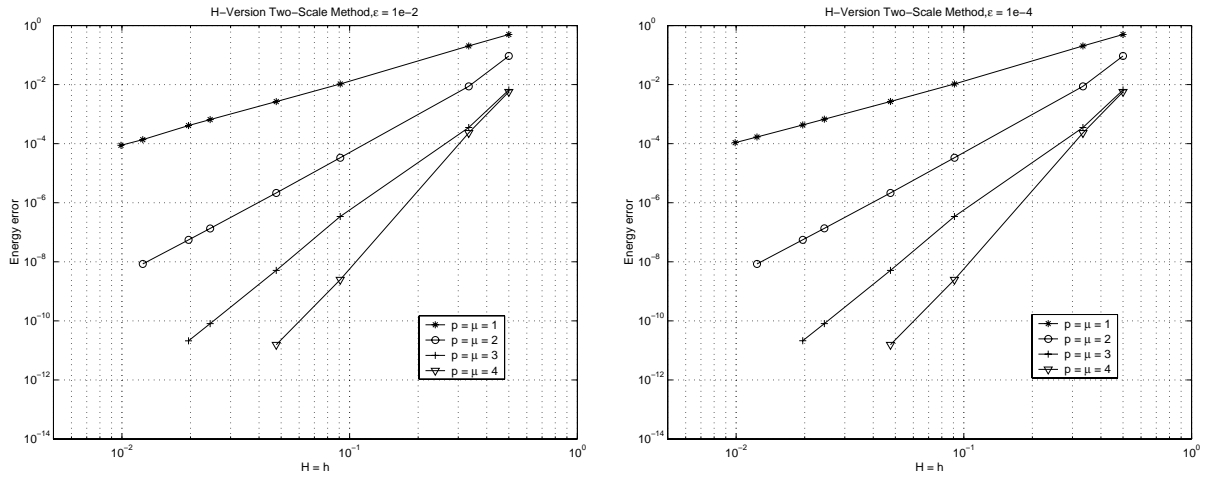 H−Version Two−Scale Method,ε = 1e−2
10^0
10^−2
10^−4
10^−6
10^−8
10^−10
10^−12
10^−14
Energy error
10^−2
10^−1
10^0
H = h
p = μ = 1
p = μ = 2
p = μ = 3
p = μ = 4
H−Version Two−Scale Method,ε = 1e−4
10^0
10^−2
10^−4
10^−6
10^−8
10^−10
10^−12
10^−14
Energy error
10^−2
10^−1
10^0
H = h
p = μ = 1
p = μ = 2
p = μ = 3
p = μ = 4